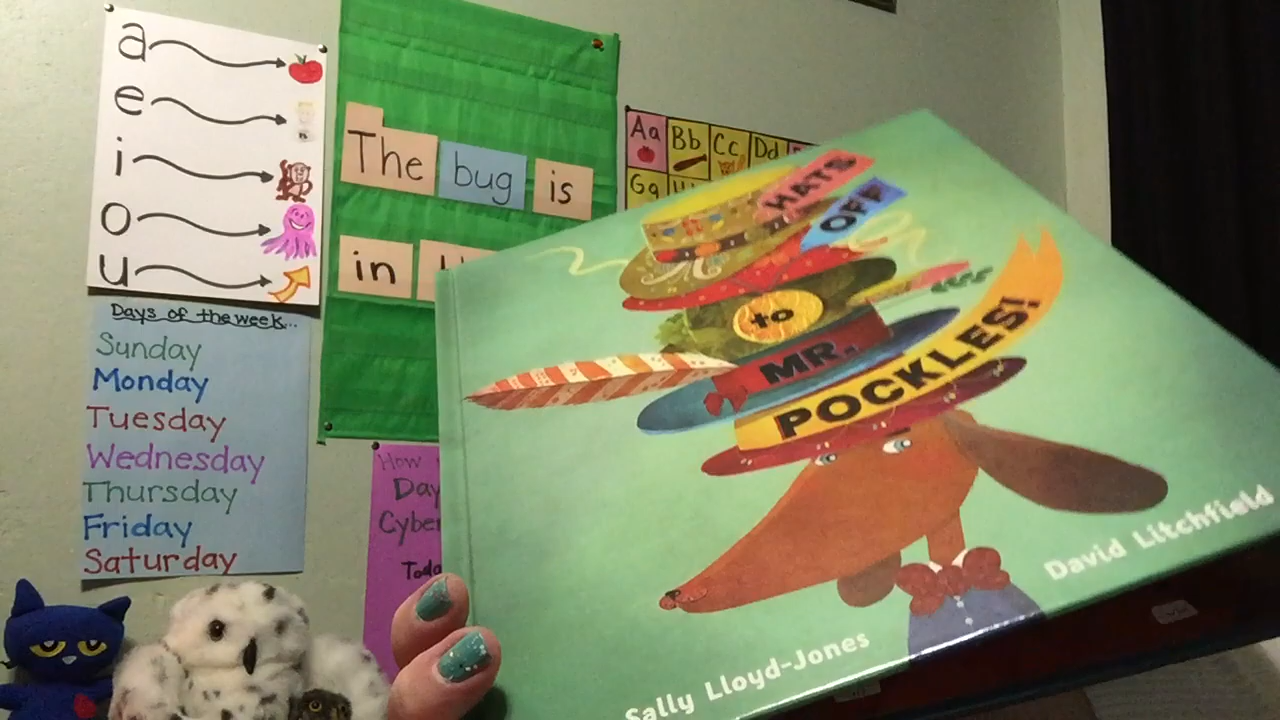 a
e
i
o
u
Days of the week...
Sunday
Monday
Tuesday
Wednesday
Thursday
Friday
Saturday
The bug is
in
How
Day
Cyber
Toda
Aa Bb Cc Dd
Gg
HATS
OFF
to
MR.
POCKLES!
Sally Lloyd-Jones
David Litchfield